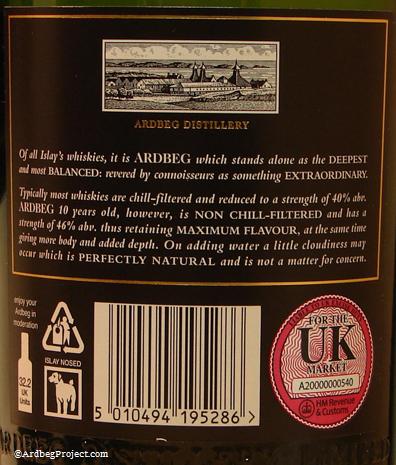 ARDBEG DISTILLERY
Of all Islay's whiskies, it is ARDBEG which stands alone as the DEEPEST
and most BALANCED: revered by connoisseurs as something EXTRAORDINARY.
Typically most whiskies are chill-filtered and reduced to a strength of 40% abv.
ARDBEG 10 years old, however, is NON CHILL-FILTERED and has a
strength of 46% abv. thus retaining MAXIMUM FLAVOUR, at the same time
giving more body and added depth. On adding water a little cloudiness may
occur which is PERFECTLY NATURAL and is not a matter for concern.
enjoy your
Ardbeg in
moderation
32.2
UK
Units
ISLAY NOSED
5 010494 195286 >
FOR THE
UK
MARKET
A20000000540
HM Revenue
& Customs
©ArdbegProject.com